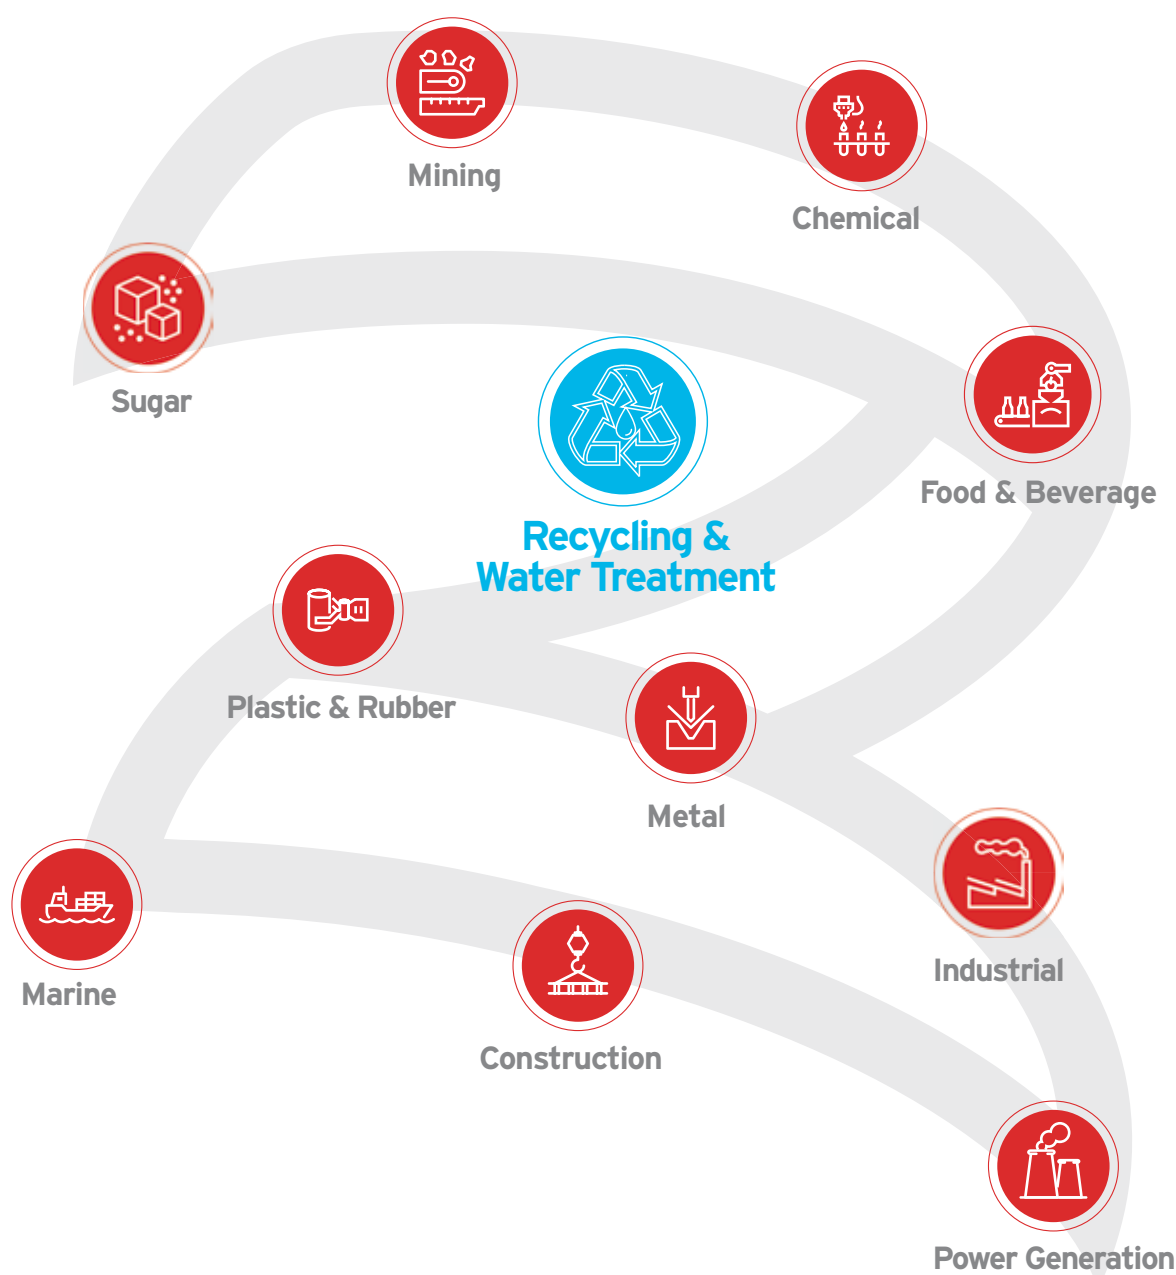 Mining
Chemical
Sugar
Food & Beverage
Recycling &
Water Treatment
Plastic & Rubber
Metal
Industrial
Marine
Construction
Power Generation